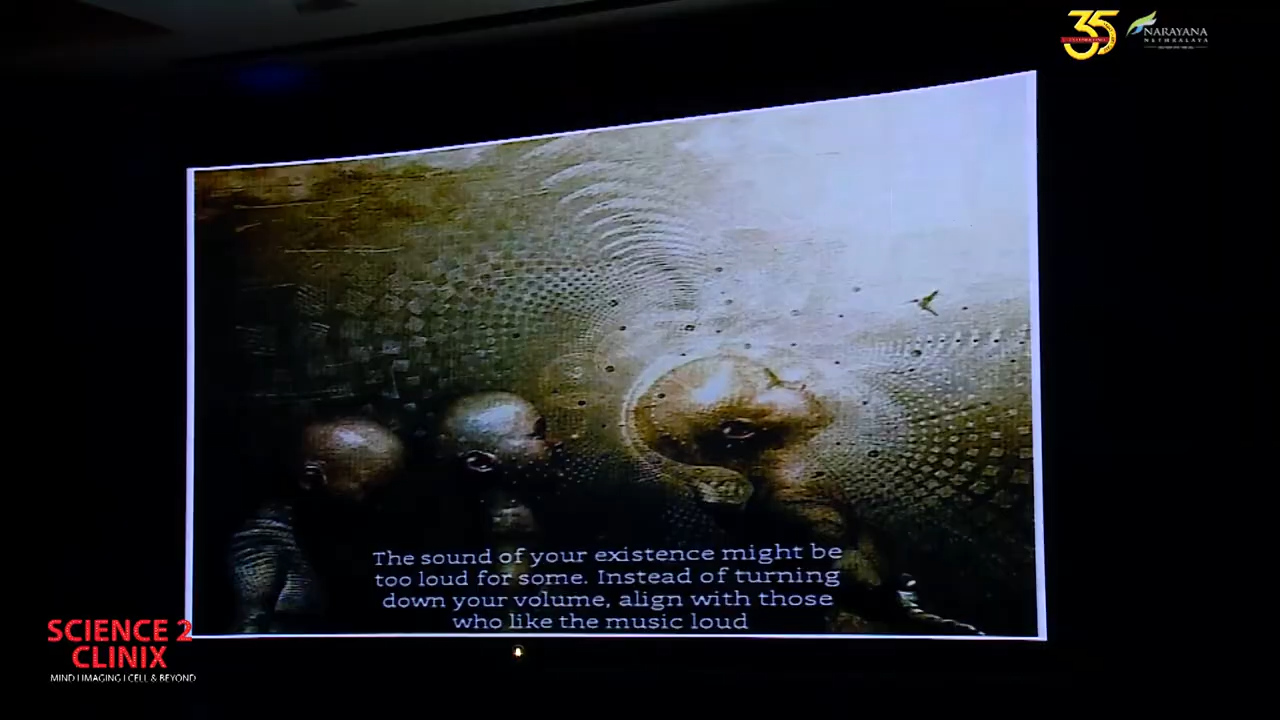 35
NARAYANA
NETHRALAYA
The sound of your existence might be
too loud for some. Instead of turning
down your volume, align with those
who like the music loud
SCIENCE 2
CLINIX
MIND I IMAGING I CELL & BEYOND